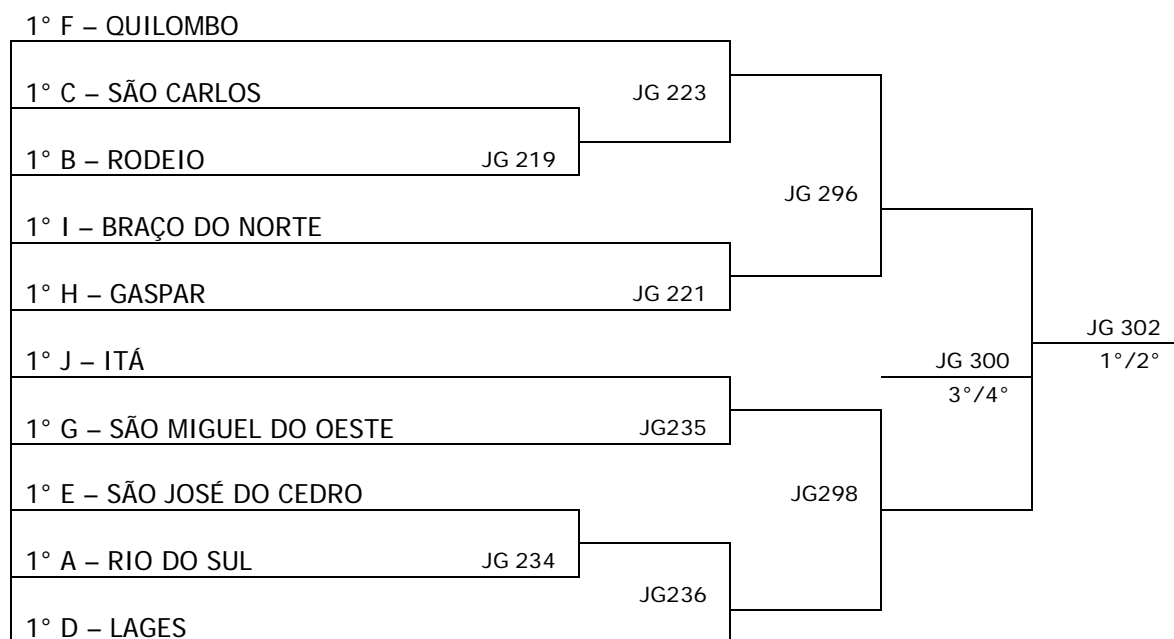 1° F – QUILOMBO
1° C – SÃO CARLOS
JG 223
1° B – RODEIO
JG 219
JG 296
1° I – BRAÇO DO NORTE
1° H – GASPAR
JG 221
JG 302
1° J – ITÁ
JG 300
1°/2°
3°/4°
1° G – SÃO MIGUEL DO OESTE
JG235
1° E – SÃO JOSÉ DO CEDRO
JG298
1° A – RIO DO SUL
JG 234
JG236
1° D – LAGES